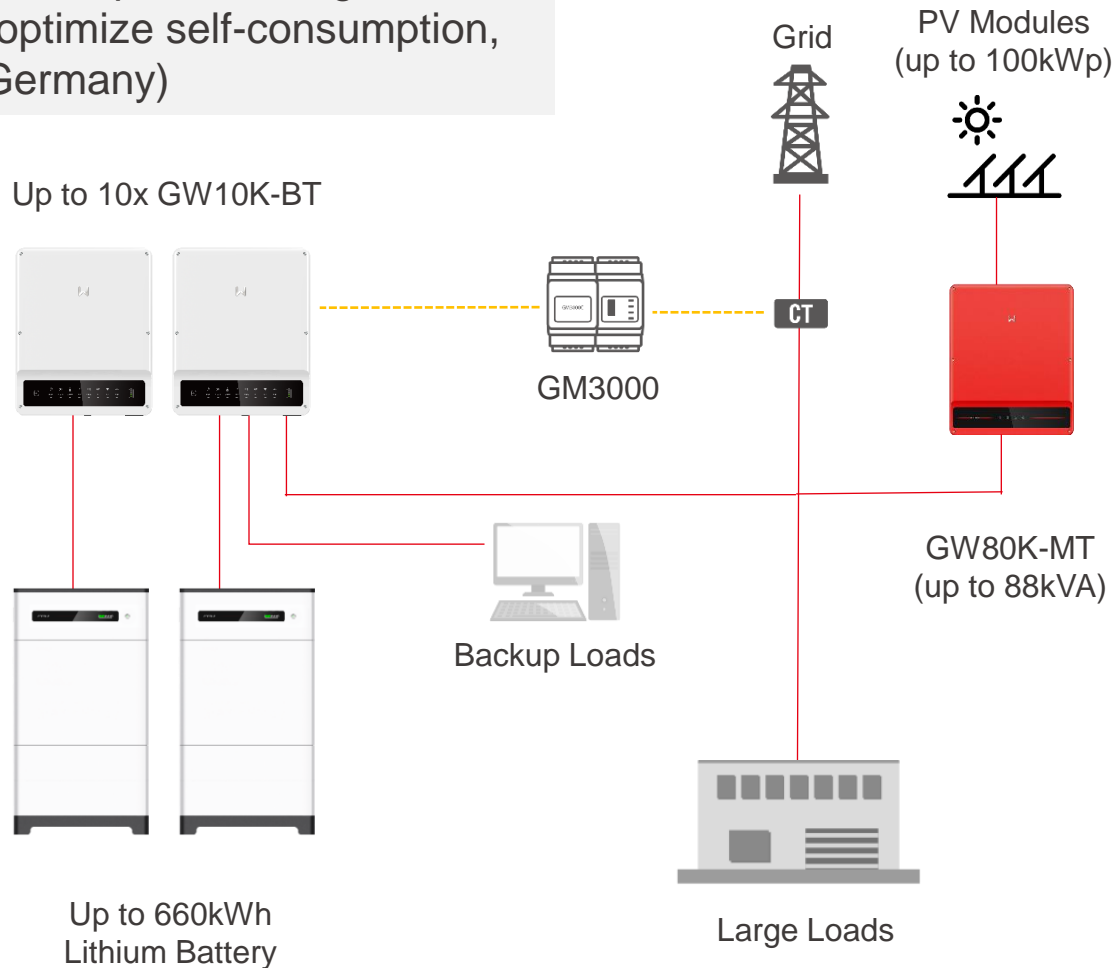 optimize self-consumption,
Germany)
Grid
PV Modules
(up to 100kWp)
Up to 10x GW10K-BT
CT
GM3000
GW80K-MT
(up to 88kVA)
Backup Loads
Up to 660kWh
Lithium Battery
Large Loads